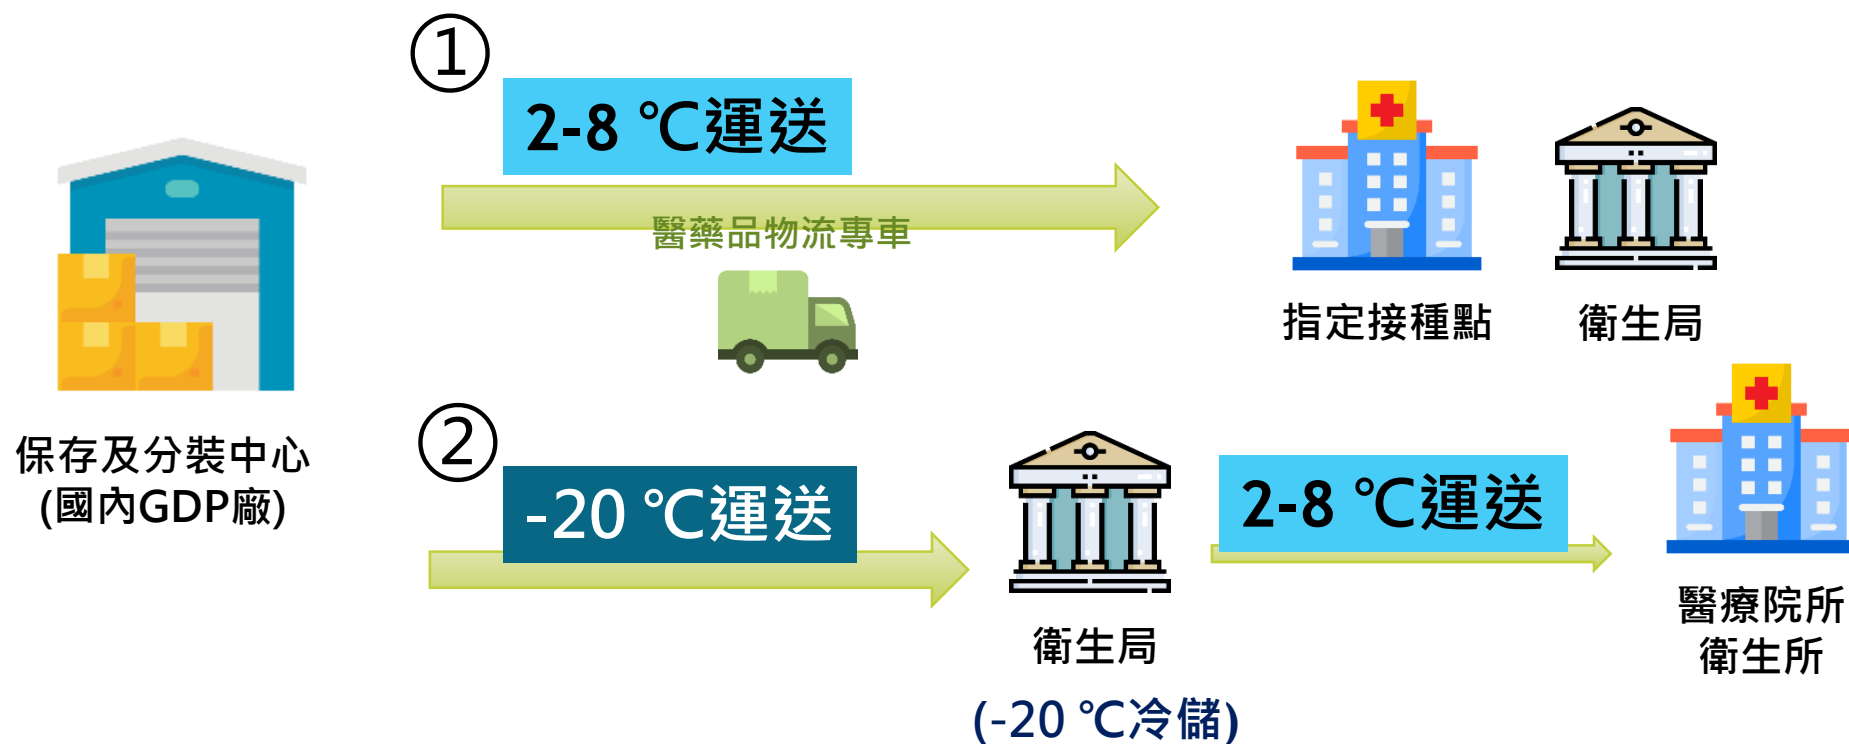 ①
2-8 ℃運送
醫藥品物流專車
指定接種點
衛生局
保存及分裝中心
(國內GDP廠)
②
-20 ℃運送
衛生局
(-20 ℃冷儲)
2-8 ℃運送
醫療院所
衛生所